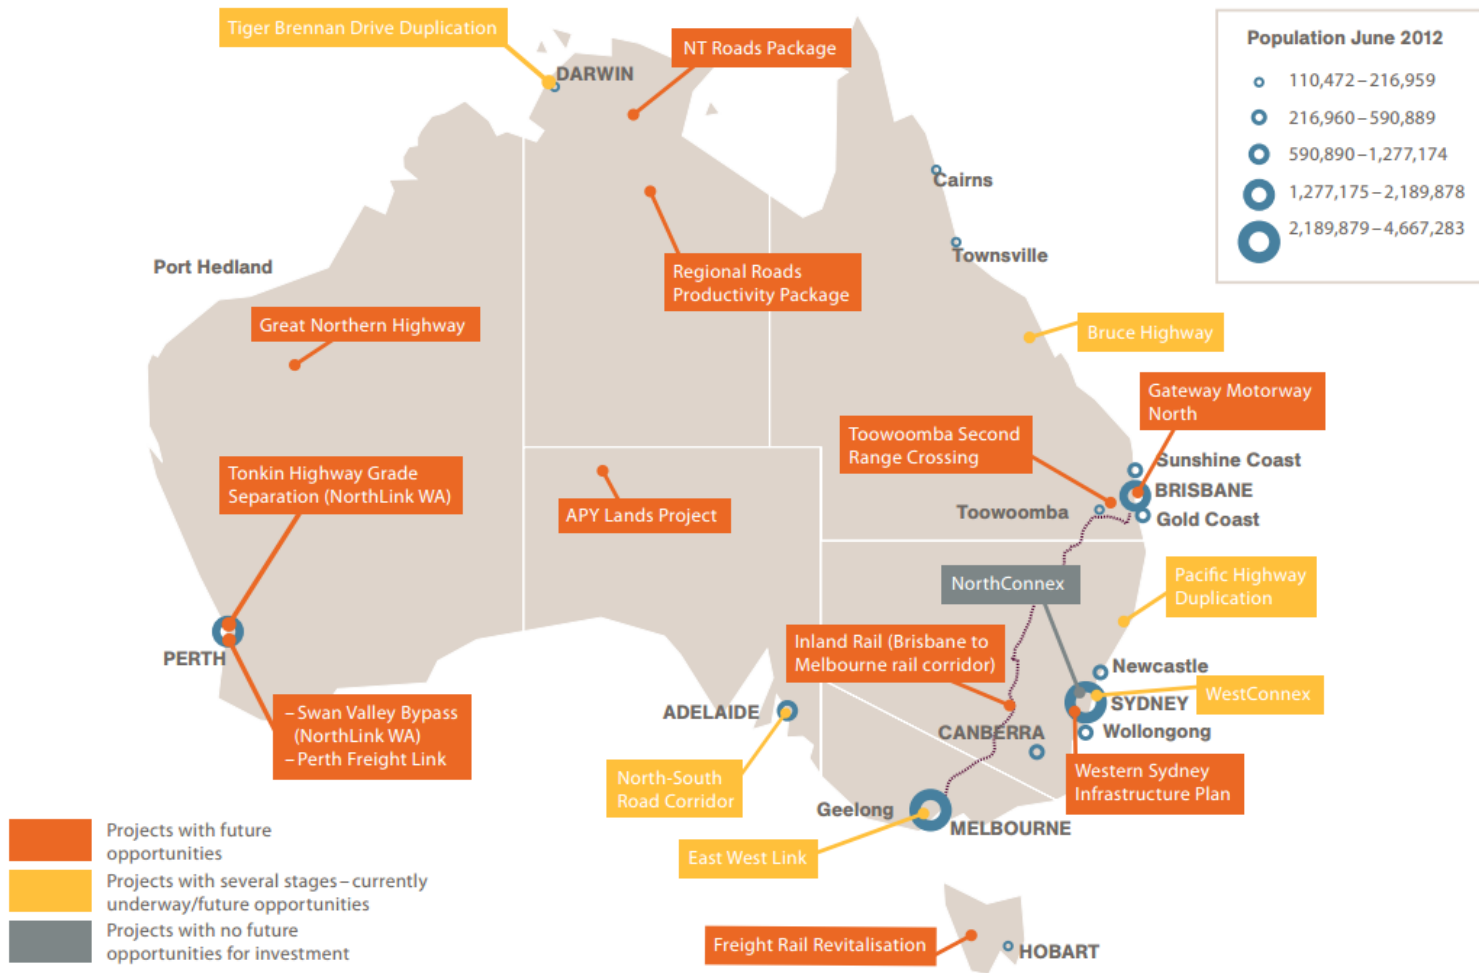 Tiger Brennan Drive Duplication
NT Roads Package
DARWIN
Population June 2012
110,472–216,959
216,960–590,889
590,890–1,277,174
1,277,175–2,189,878
2,189,879–4,667,283
Cairns
Townsville
Port Hedland
Regional Roads
Productivity Package
Great Northern Highway
Bruce Highway
Gateway Motorway
North
Toowoomba Second
Range Crossing
Sunshine Coast
BRISBANE
Gold Coast
Toowoomba
Tonkin Highway Grade
Separation (NorthLink WA)
APY Lands Project
NorthConnex
Pacific Highway
Duplication
Inland Rail (Brisbane to
Melbourne rail corridor)
PERTH
Newcastle
WestConnex
SYDNEY
Wollongong
CANBERRA
ADELAIDE
– Swan Valley Bypass
(NorthLink WA)
– Perth Freight Link
North-South
Road Corridor
Western Sydney
Infrastructure Plan
Geelong
MELBOURNE
East West Link
Projects with future
opportunities
Projects with several stages – currently
underway/future opportunities
Projects with no future
opportunities for investment
Freight Rail Revitalisation
HOBART